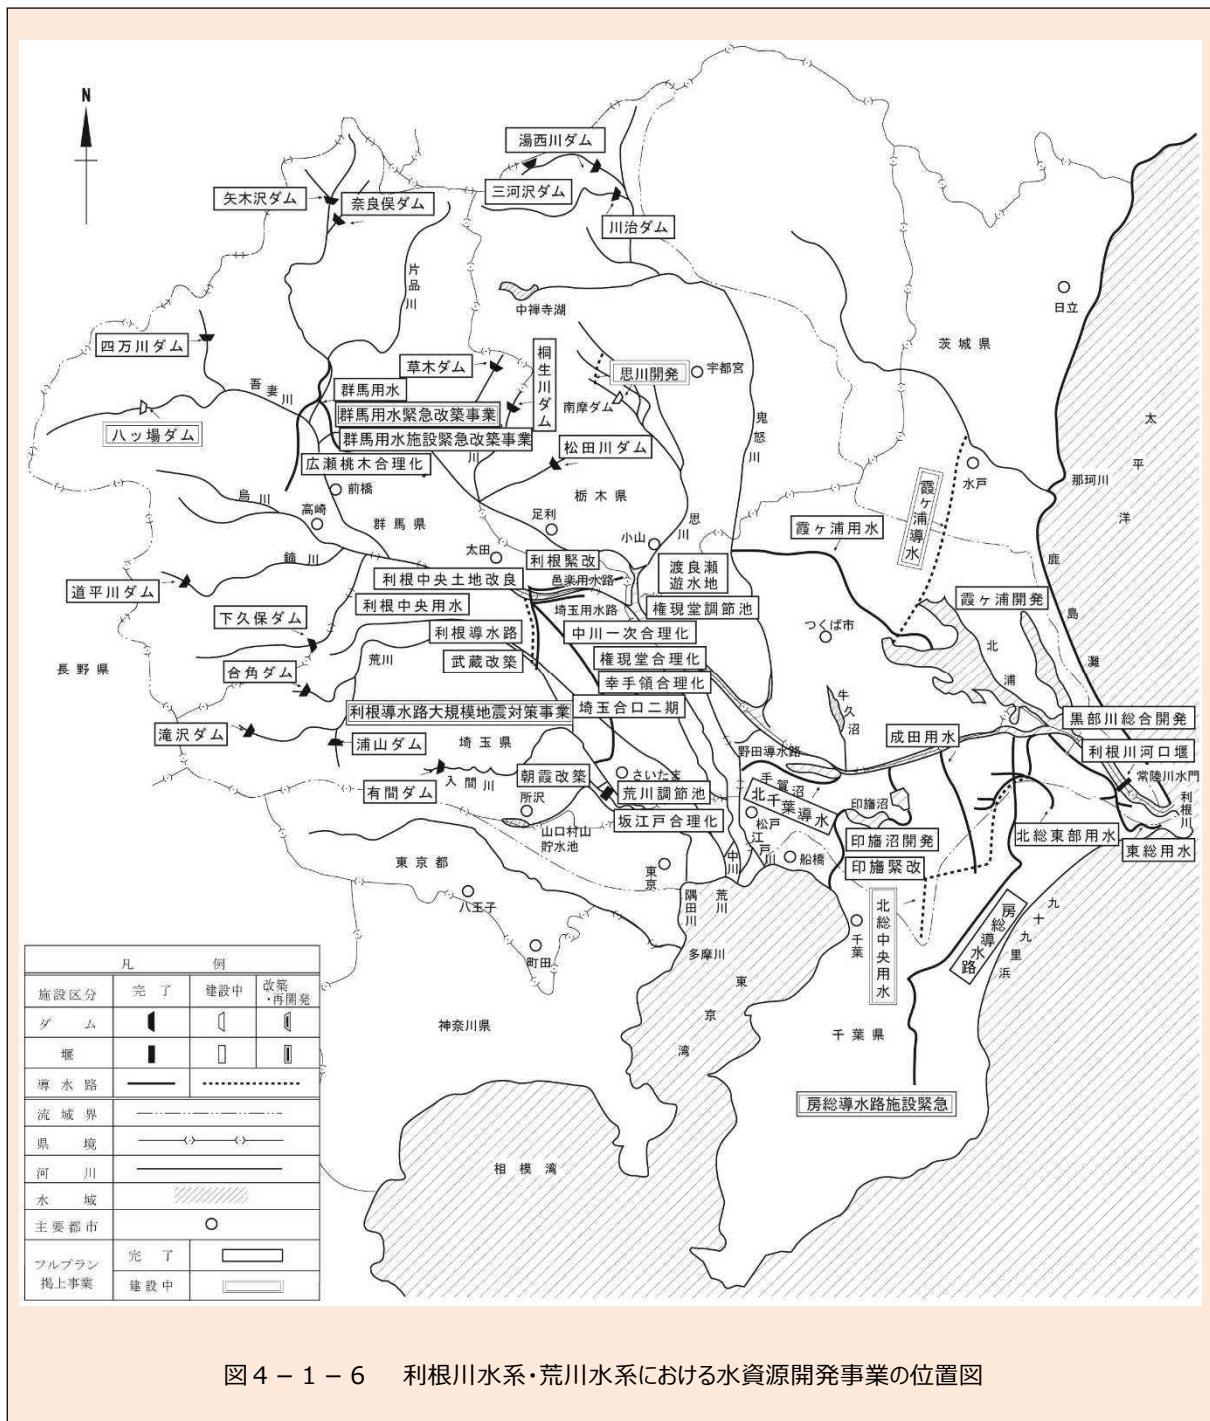 N
湯西川ダム
三河沢ダム
川治ダム
矢木沢ダム
奈良俣ダム
片品川
中禅寺湖
日立
茨城県
四万川ダム
草木ダム
桐生川ダム
思川開発
宇都宮
南摩ダム
吾妻川
群馬用水
群馬用水緊急改築事業
群馬用水施設緊急改築事業
川
八ッ場ダム
広瀬桃木合理化
松田川ダム
鬼怒川
太平洋
前橋
栃木県
水戸
那珂川
霞ヶ浦導水
烏川
高崎
群馬県
足利
思川
小山
霞ヶ浦用水
太田
利根緊改
渡良瀬
遊水地
鏑川
道平川ダム
利根中央土地改良
邑楽用水路
鹿島灘
霞ヶ浦開発
利根中央用水
埼玉用水路
権現堂調節池
下久保ダム
利根導水路
中川一次合理化
つくば市
荒川
武蔵改築
権現堂合理化
北浦
長野県
合角ダム
幸手領合理化
利根導水路大規模地震対策事業
埼玉合口二期
牛久沼
黒部川総合開発
滝沢ダム
浦山ダム
埼玉県
成田用水
利根川河口堰
野田導水路
朝霞改築
さいたま
手賀沼
常陸川水門
有間ダム
入間川
荒川調節池
北千葉導水
印旛沼
利根川
所沢
坂江戸合理化
松戸
北総東部用水
山口村山
貯水池
江戸川
中川
印旛沼開発
東総用水
東京都
東京
船橋
印旛緊改
八王子
隅田川
荒川
北総中央用水
房総導水路
九十九里浜
千葉
町田
多摩川
東京湾
神奈川県
千葉県
房総導水路施設緊急
相模湾
凡 例
施設区分 完了 建設中 改築・再開発
ダム
堰
導水路
流域界
県境
河川
水域
主要都市
フルプラン
掲上事業
完了
建設中
図4-1-6 利根川水系・荒川水系における水資源開発事業の位置図